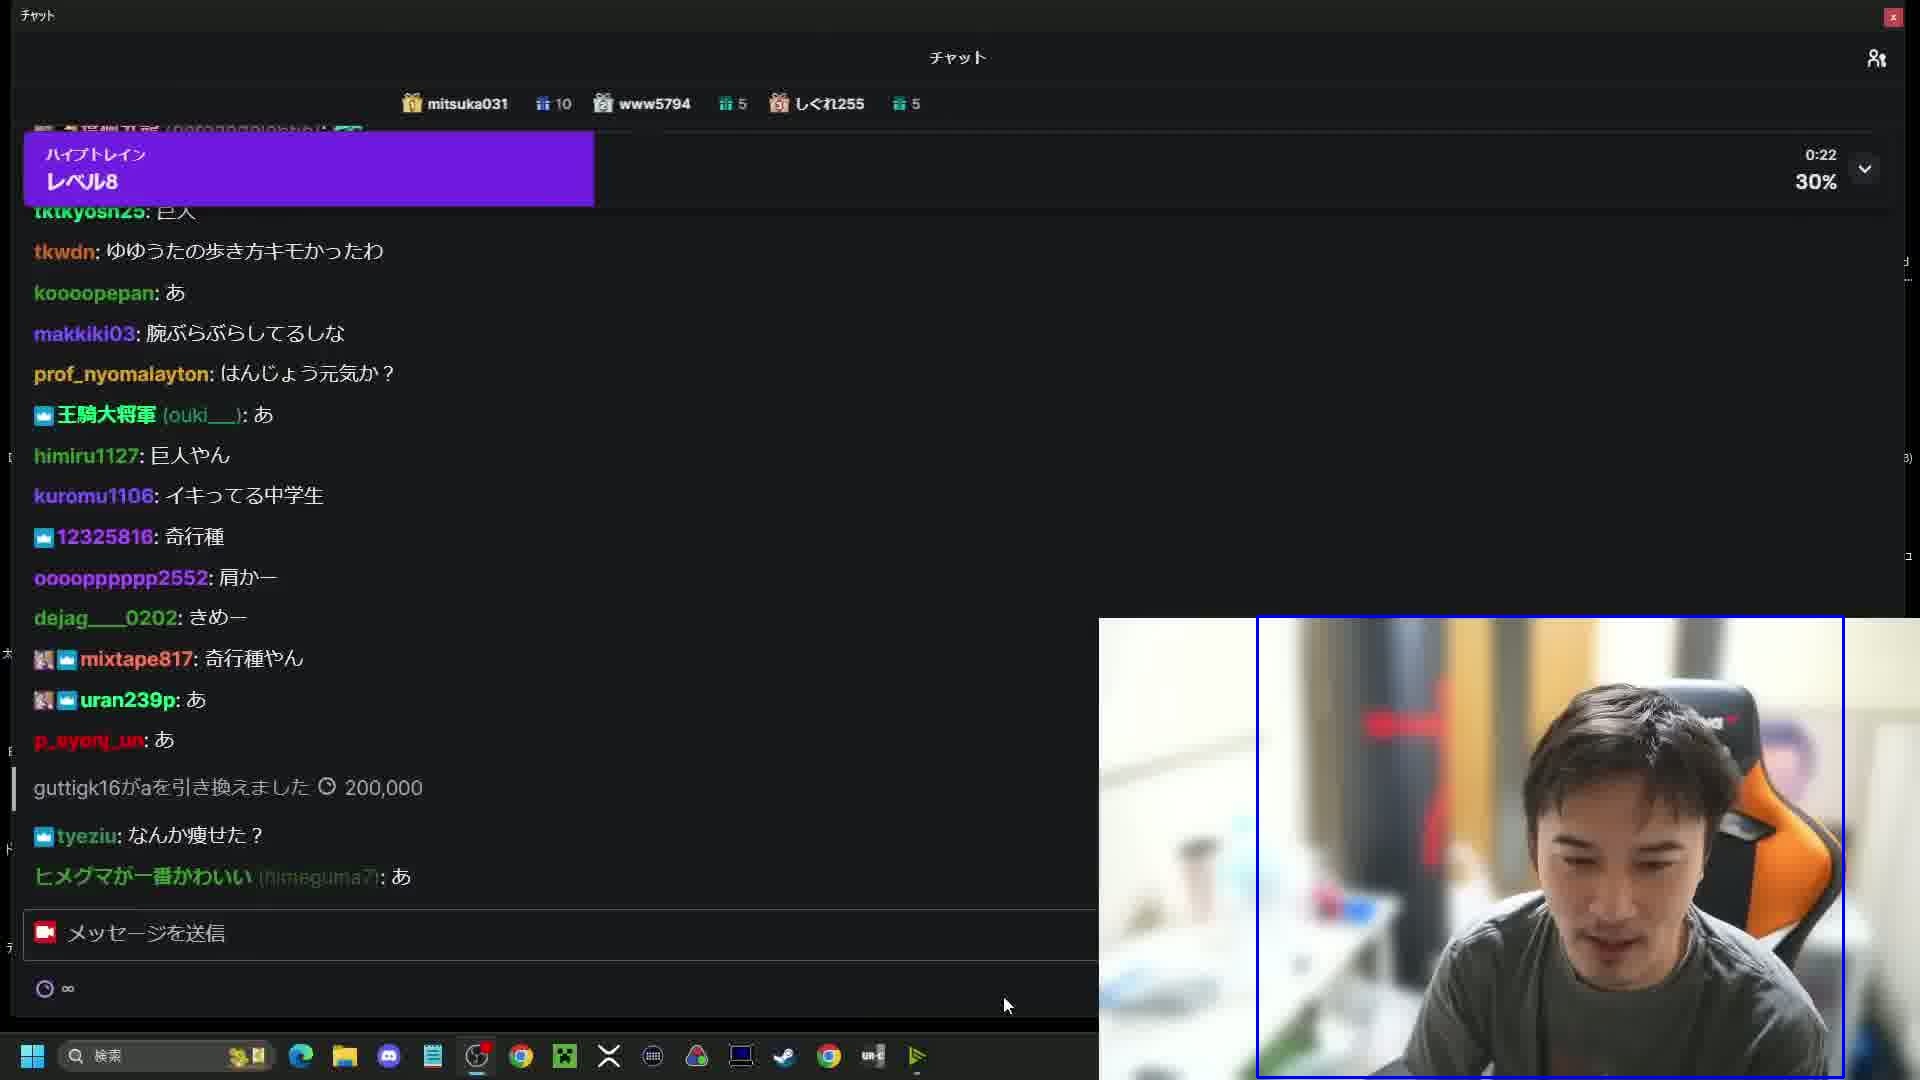 チャット
チャット
mitsuka031 10 www5794 5 しぐれ255 5
ハイプトレイン
レベル8
0:22
30%
tktkyosh25: 巨人
tkwdn: ゆゆうたの歩き方キモかったわ
koooopepan: あ
makkiki03: 腕ぶらぶらしてるしな
prof_nyomalayton: はんじょう元気か？
王騎大将軍 (ouki___): あ
himiru1127: 巨人やん
kuromu1106: イキってる中学生
12325816: 奇行種
oooopppppp2552: 肩かー
dejag____0202: きめー
mixtape817: 奇行種やん
uran239p: あ
あ
guttigk16がaを引き換えました 200,000
tyeziu: なんか痩せた？
ヒメグマが一番かわいい (himeguma7): あ
メッセージを送信
∞
検索
UR-C